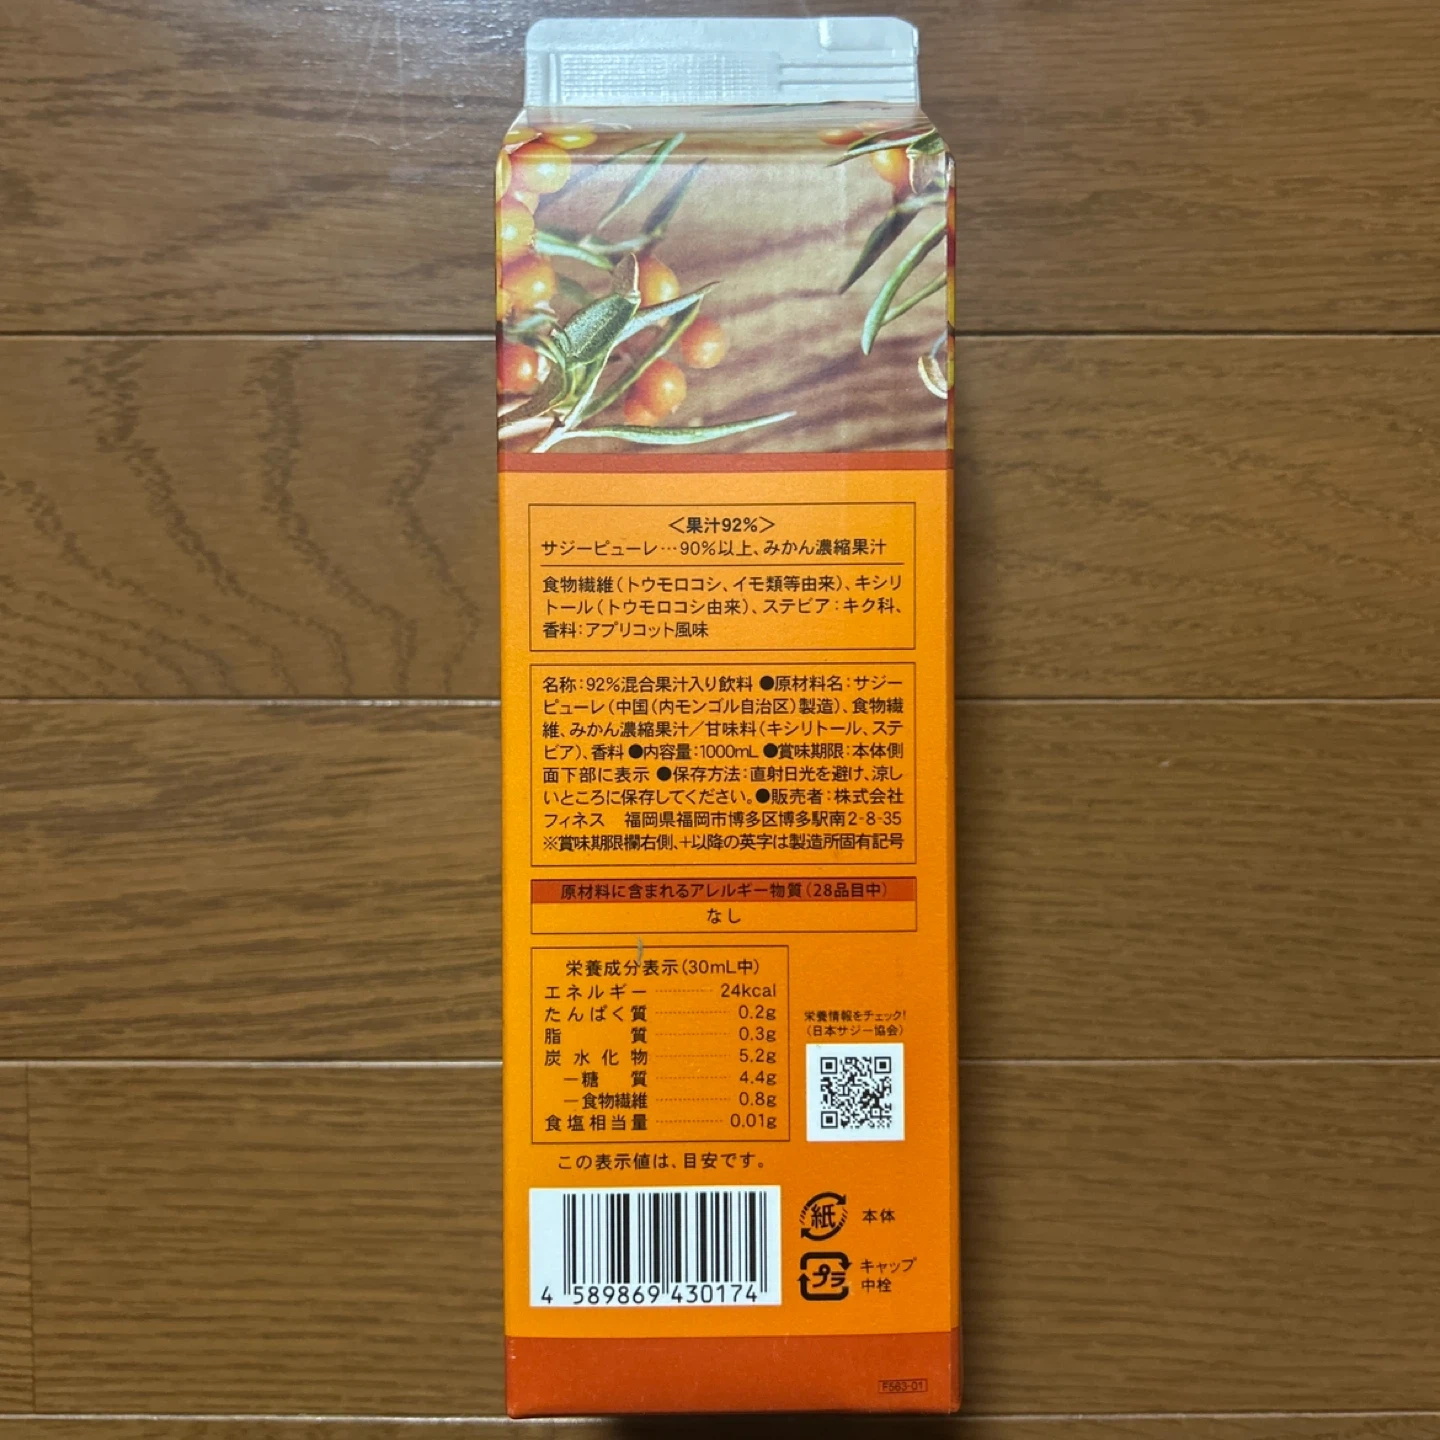 ＜果汁92%＞
サジーピューレ…90%以上、みかん濃縮果汁
食物繊維（トウモロコシ、イモ類等由来）、キシリ
トール（トウモロコシ由来）、ステビア：キク科、
香料：アプリコット風味
名称：92%混合果汁入り飲料 ●原材料名：サジー
ピューレ（中国（内モンゴル自治区）製造）、食物繊
維、みかん濃縮果汁／甘味料（キシリトール、ステ
ビア）、香料 ●内容量：1000mL ●賞味期限：本体側
面下部に表示 ●保存方法：直射日光を避け、涼し
いところに保存してください。●販売者：株式会社
フィネス　福岡県福岡市博多区博多駅南2-8-35
※賞味期限欄右側、＋以降の英字は製造所固有記号
原材料に含まれるアレルギー物質（28品目中）
なし
栄養成分表示（30mL中）
エネルギー 24kcal
たんぱく質 0.2g
脂質 0.3g
炭水化物 5.2g
－糖質 4.4g
－食物繊維 0.8g
食塩相当量 0.01g
この表示値は、目安です。
栄養情報をチェック！
（日本サジー協会）
4 589869 430174
紙 本体
プラ キャップ
中栓
F563-01